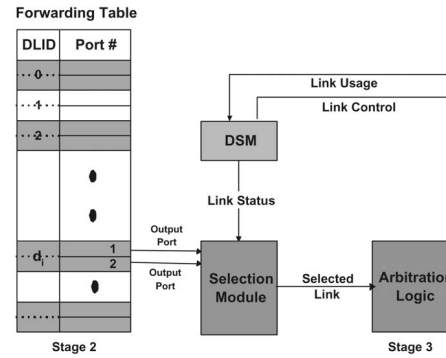 Forwarding Table
DLID Port #
0
1
2
d_i 1
2
Output
Port
Output
Port
Link Usage
Link Control
DSM
Link Status
Selection
Module
Selected
Link
Arbitration
Logic
Stage 2
Stage 3